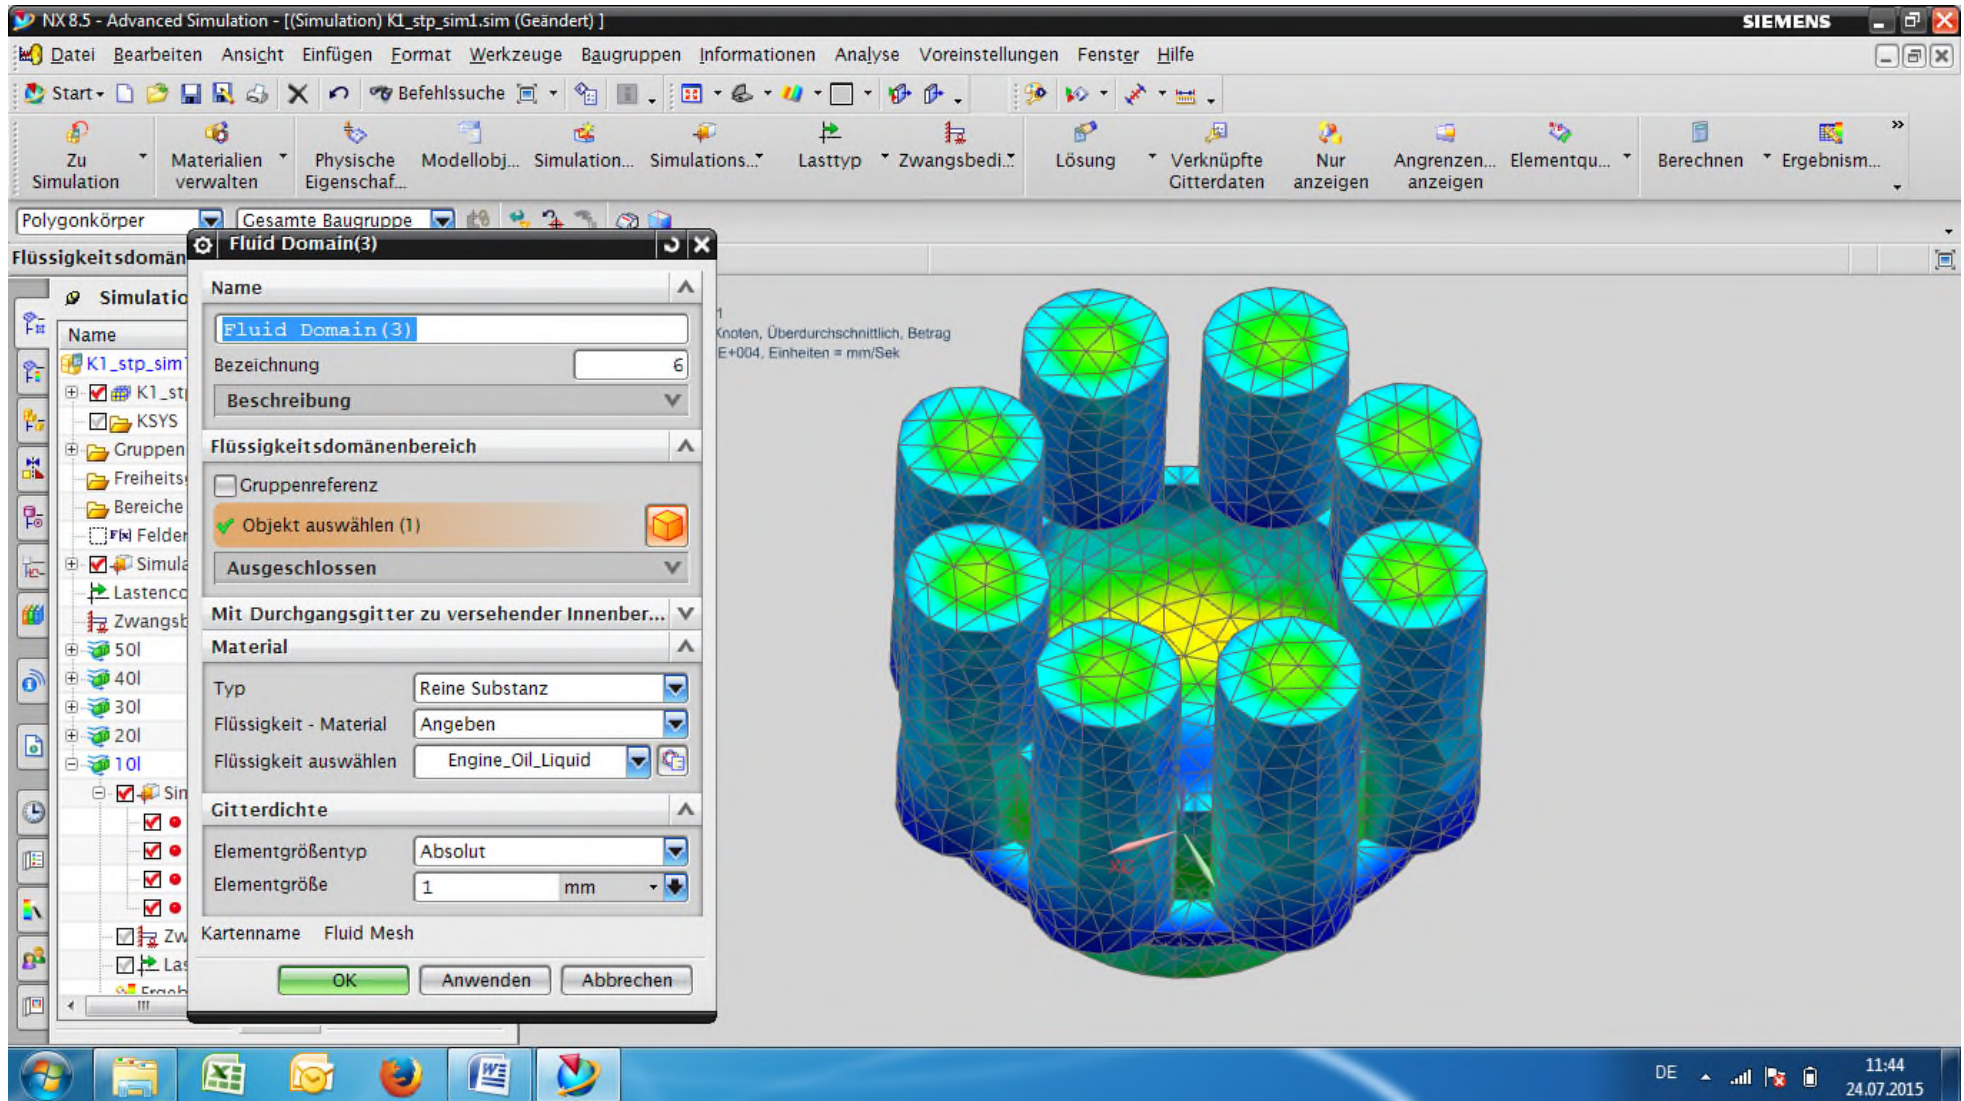 NX 8.5 - Advanced Simulation - [(Simulation) K1_stp_sim1.sim (Geändert) ]
SIEMENS
Datei Bearbeiten Ansicht Einfügen Format Werkzeuge Baugruppen Informationen Analyse Voreinstellungen Fenster Hilfe
Start Befehlssuche
Zu Simulation
Materialien verwalten
Physische Eigenschaf...
Modellobj...
Simulation...
Simulations...
Lasttyp
Zwangsbedi...
Lösung
Verknüpfte Gitterdaten
Nur anzeigen
Angrenzen... anzeigen
Elementqu...
Berechnen
Ergebnism...
Polygonkörper
Gesamte Baugruppe
Flüssigkeitsdomän
Fluid Domain(3)
Name
Fluid Domain(3)
Bezeichnung 6
Beschreibung
Flüssigkeitsdomänenbereich
Gruppenreferenz
Objekt auswählen (1)
Ausgeschlossen
Mit Durchgangsgitter zu versehender Innenber...
Material
Typ Reine Substanz
Flüssigkeit - Material Angeben
Flüssigkeit auswählen Engine_Oil_Liquid
Gitterdichte
Elementgrößentyp Absolut
Elementgröße 1 mm
Kartenname Fluid Mesh
OK Anwenden Abbrechen
Simulatio
Name
K1_stp_sim
K1_st
KSYS
Gruppen
Freiheits
Bereiche
F(x) Felder
Simula
Lastenco
Zwangsb
50l
40l
30l
20l
10l
Sin
Zw
Las
Ergeb
1
Knoten, Überdurchschnittlich, Betrag
E+004, Einheiten = mm/Sek
XC
DE
11:44
24.07.2015